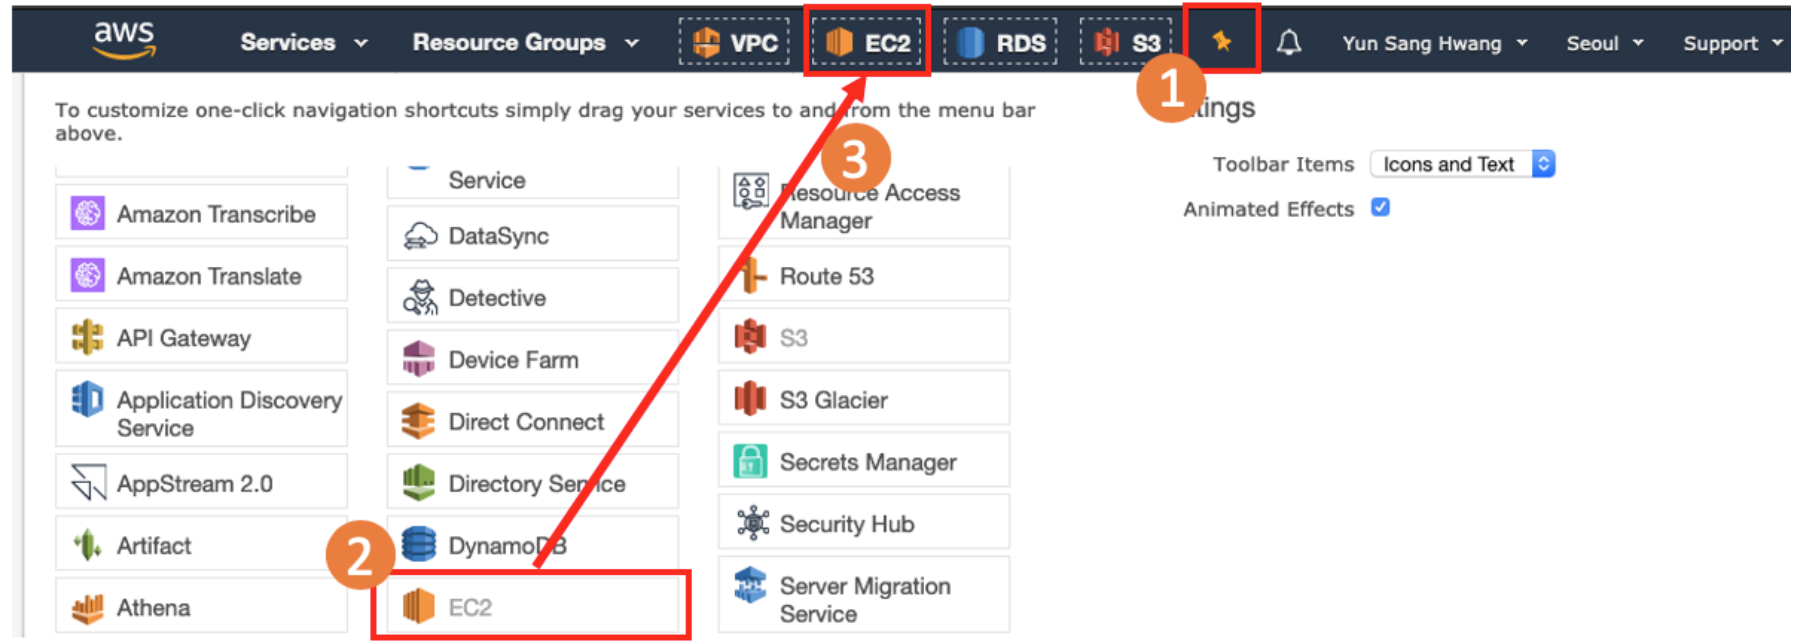 aws Services Resource Groups VPC EC2 RDS S3 Yun Sang Hwang Seoul Support
1
To customize one-click navigation shortcuts simply drag your services to and from the menu bar
above.
tings
3
Toolbar Items Icons and Text
Animated Effects
Amazon Transcribe
Amazon Translate
API Gateway
Application Discovery
Service
AppStream 2.0
Artifact
Athena
2
Service
DataSync
Detective
Device Farm
Direct Connect
Directory Service
DynamoDB
EC2
Resource Access
Manager
Route 53
S3
S3 Glacier
Secrets Manager
Security Hub
Server Migration
Service